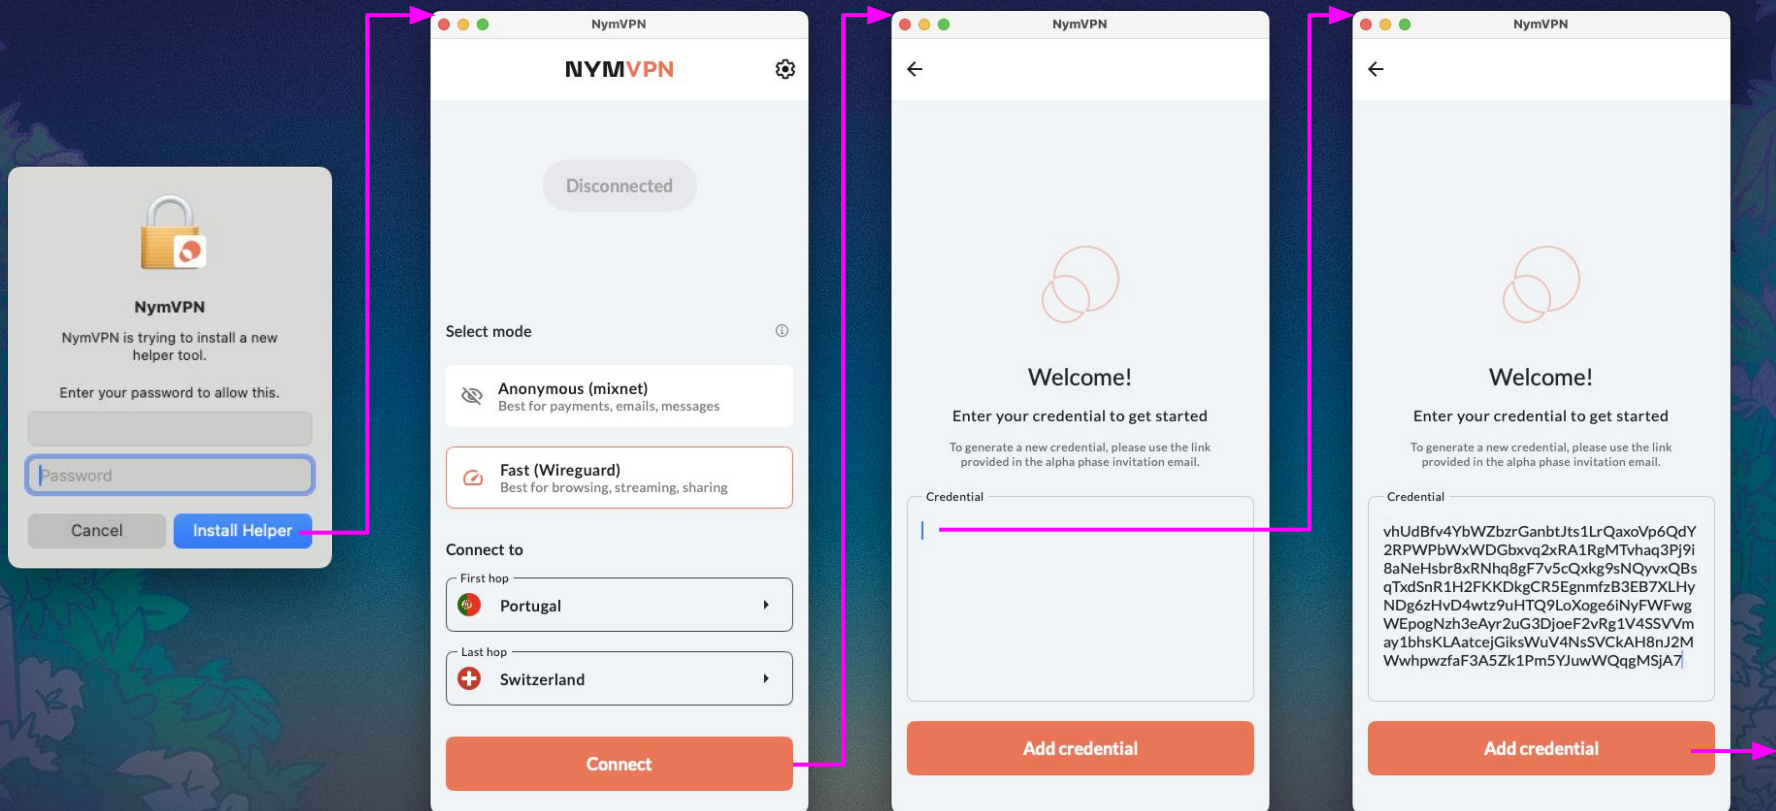 NymVPN
NymVPN is trying to install a new
helper tool.
Enter your password to allow this.
Password
Cancel
Install Helper
NymVPN
NYMVPN
Disconnected
Select mode
Anonymous (mixnet)
Best for payments, emails, messages
Fast (Wireguard)
Best for browsing, streaming, sharing
Connect to
First hop
Portugal
Last hop
Switzerland
Connect
NymVPN
Welcome!
Enter your credential to get started
To generate a new credential, please use the link
provided in the alpha phase invitation email.
Credential
Add credential
NymVPN
Welcome!
Enter your credential to get started
To generate a new credential, please use the link
provided in the alpha phase invitation email.
Credential
vhUdBfv4YbWZbzrGanbtJts1LrQaxoVp6QdY
2RPWPbWxWDGbxvq2xRA1RgMTvhaq3Pj9i
8aNeHsbr8xRNhq8gF7v5cQxkg9sNQyvxQBs
qTxdSnR1H2FKKDkgCR5EgnmfzB3EB7XLHy
NDg6zHvD4wtz9uHTQ9LoXoge6iNyFWFwg
WEpogNzh3eAyr2uG3DjoeF2vRg1V4SSVVm
ay1bhsKLAatcejGiksWuV4NsSVCkAH8nJ2M
WwhpwzfaF3A5Zk1Pm5YJuwWQqgMSjA7
Add credential